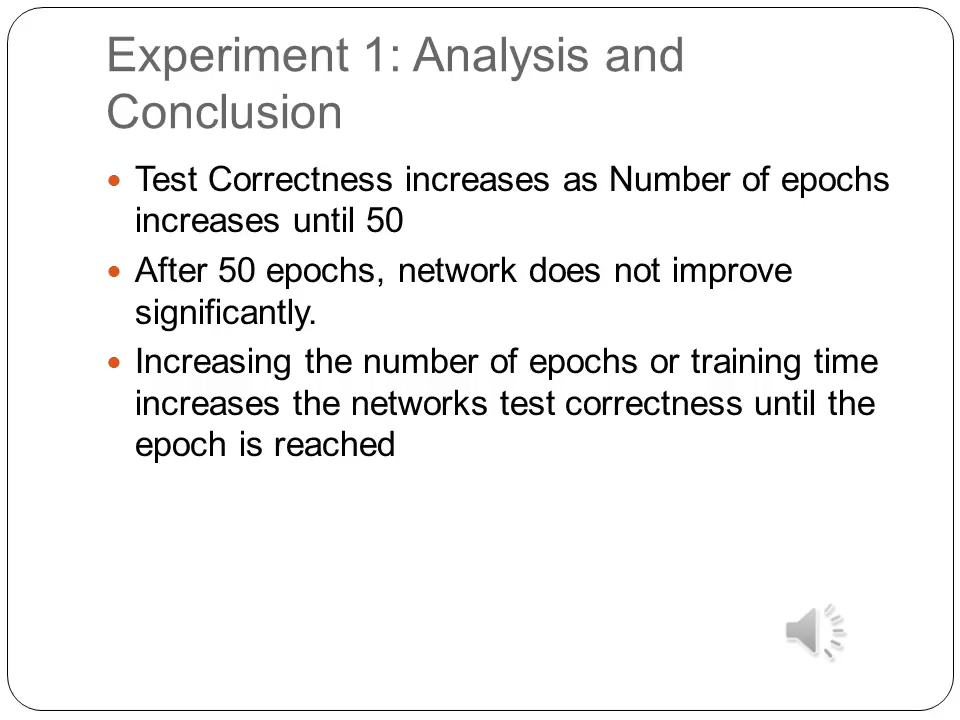 Experiment 1: Analysis and
Conclusion
Test Correctness increases as Number of epochs
increases until 50
After 50 epochs, network does not improve
significantly.
Increasing the number of epochs or training time
increases the networks test correctness until the
epoch is reached